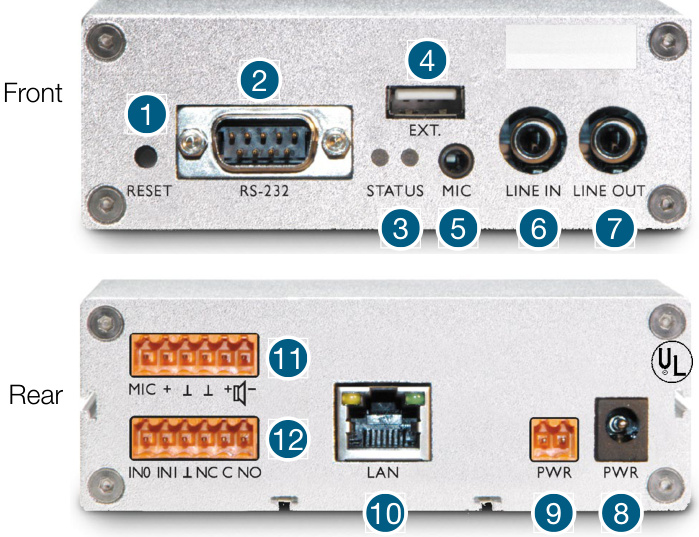 Front
1
2
4
EXT.
RESET
RS-232
STATUS
MIC
LINE IN
LINE OUT
3
5
6
7
Rear
11
MIC + ⊥ ⊥ + -
12
IN0 IN1 ⊥ NC C NO
LAN
PWR
PWR
UL
10
9
8